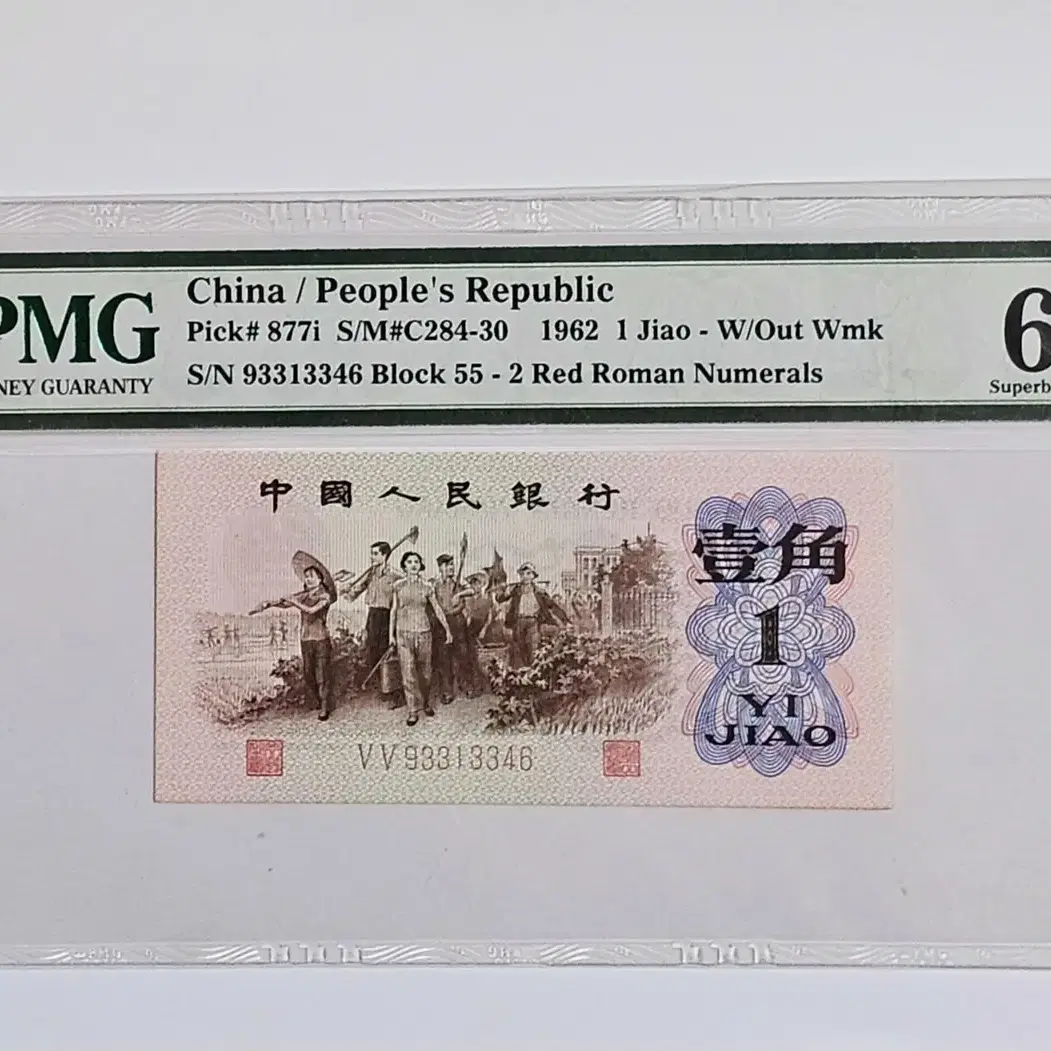 PMG
NEY GUARANTY
China / People's Republic
Pick# 877i S/M#C284-30 1962 1 Jiao - W/Out Wmk
S/N 93313346 Block 55 - 2 Red Roman Numerals
6
Superb
中國人民銀行
壹角
1
YI
JIAO
VV93313346